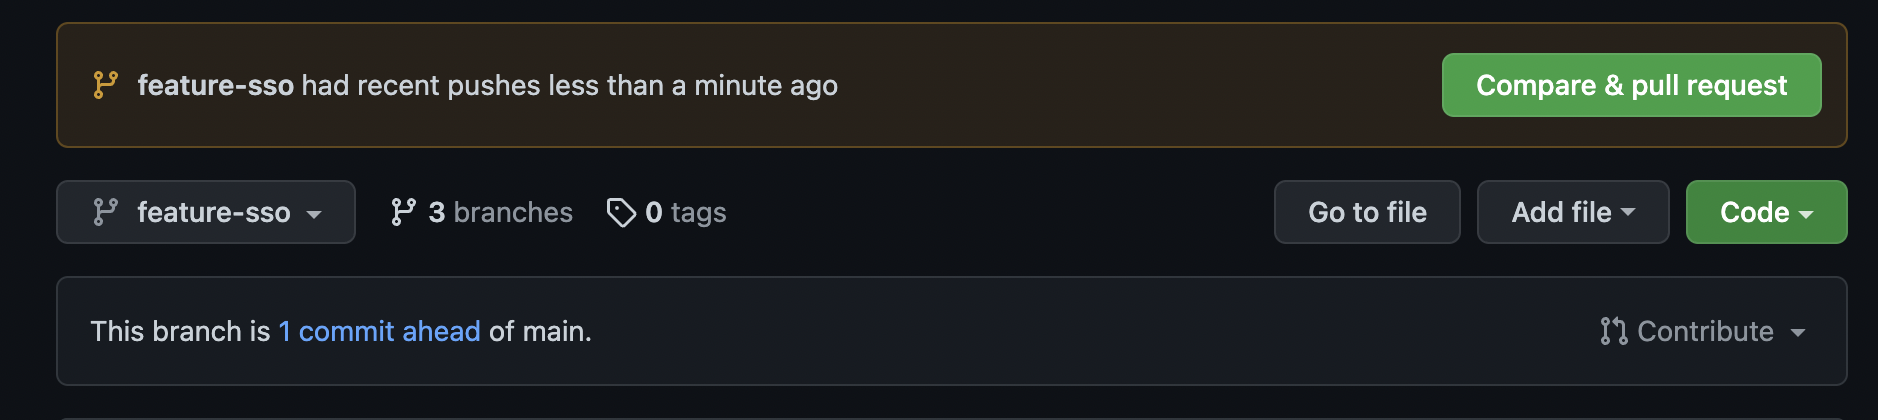 feature-sso had recent pushes less than a minute ago
Compare & pull request
feature-sso
3 branches
0 tags
Go to file
Add file
Code
This branch is 1 commit ahead of main.
Contribute